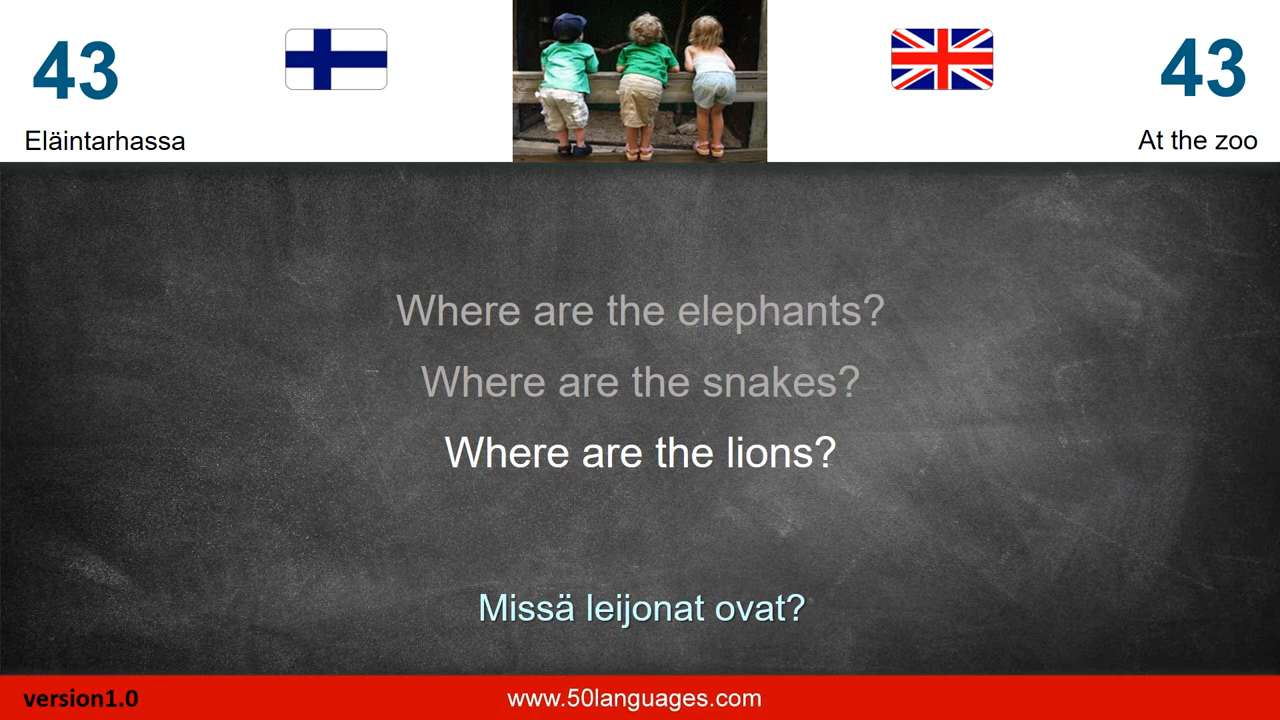 43
43
Eläintarhassa
At the zoo
Where are the elephants?
Where are the snakes?
Where are the lions?
Missä leijonat ovat?
version1.0
www.50languages.com